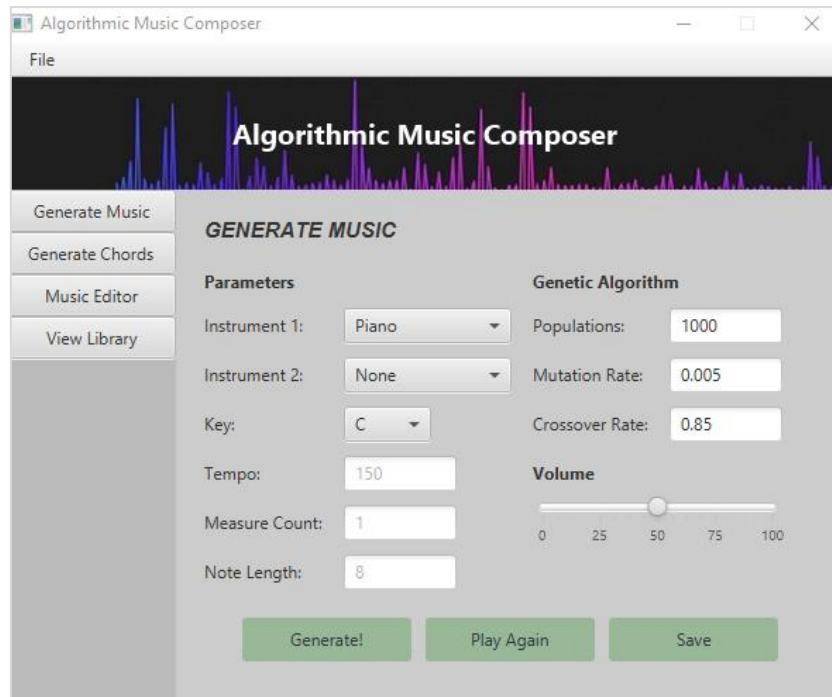 Algorithmic Music Composer
File
Algorithmic Music Composer
Generate Music
Generate Chords
Music Editor
View Library
GENERATE MUSIC
Parameters
Instrument 1: Piano
Instrument 2: None
Key: C
Tempo: 150
Measure Count: 1
Note Length: 8
Genetic Algorithm
Populations: 1000
Mutation Rate: 0.005
Crossover Rate: 0.85
Volume
0 25 50 75 100
Generate! Play Again Save